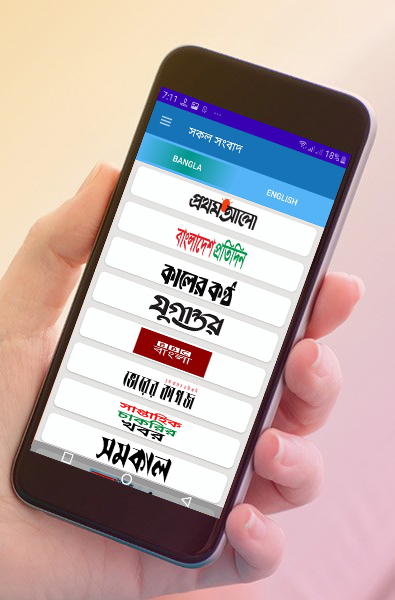 7:11 18%
সকল সংবাদ
BANGLA ENGLISH
প্রথম আলো
বাংলাদেশ প্রতিদিন
কালের কণ্ঠ
যুগান্তর
BBC
বাংলা
ভোরের কাগজ
সাপ্তাহিক
চাকরির
খবর
সমকাল